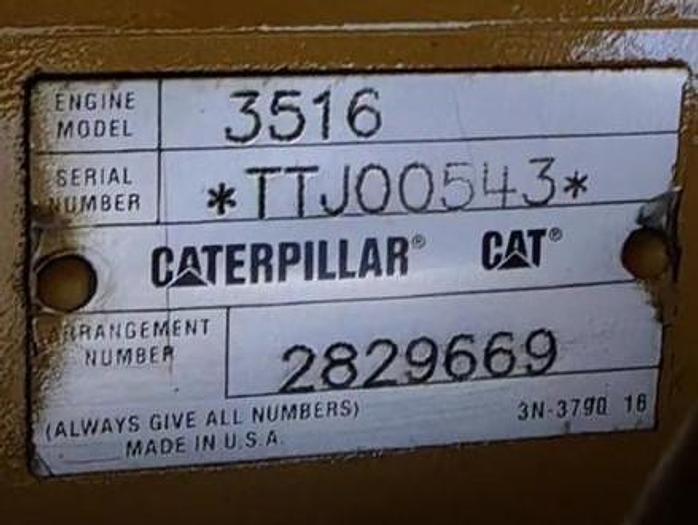 ENGINE MODEL 3516
SERIAL NUMBER *TTJ00543*
CATERPILLAR® CAT®
ARRANGEMENT NUMBER 2829669
(ALWAYS GIVE ALL NUMBERS) 3N-3790 16
MADE IN U.S.A.